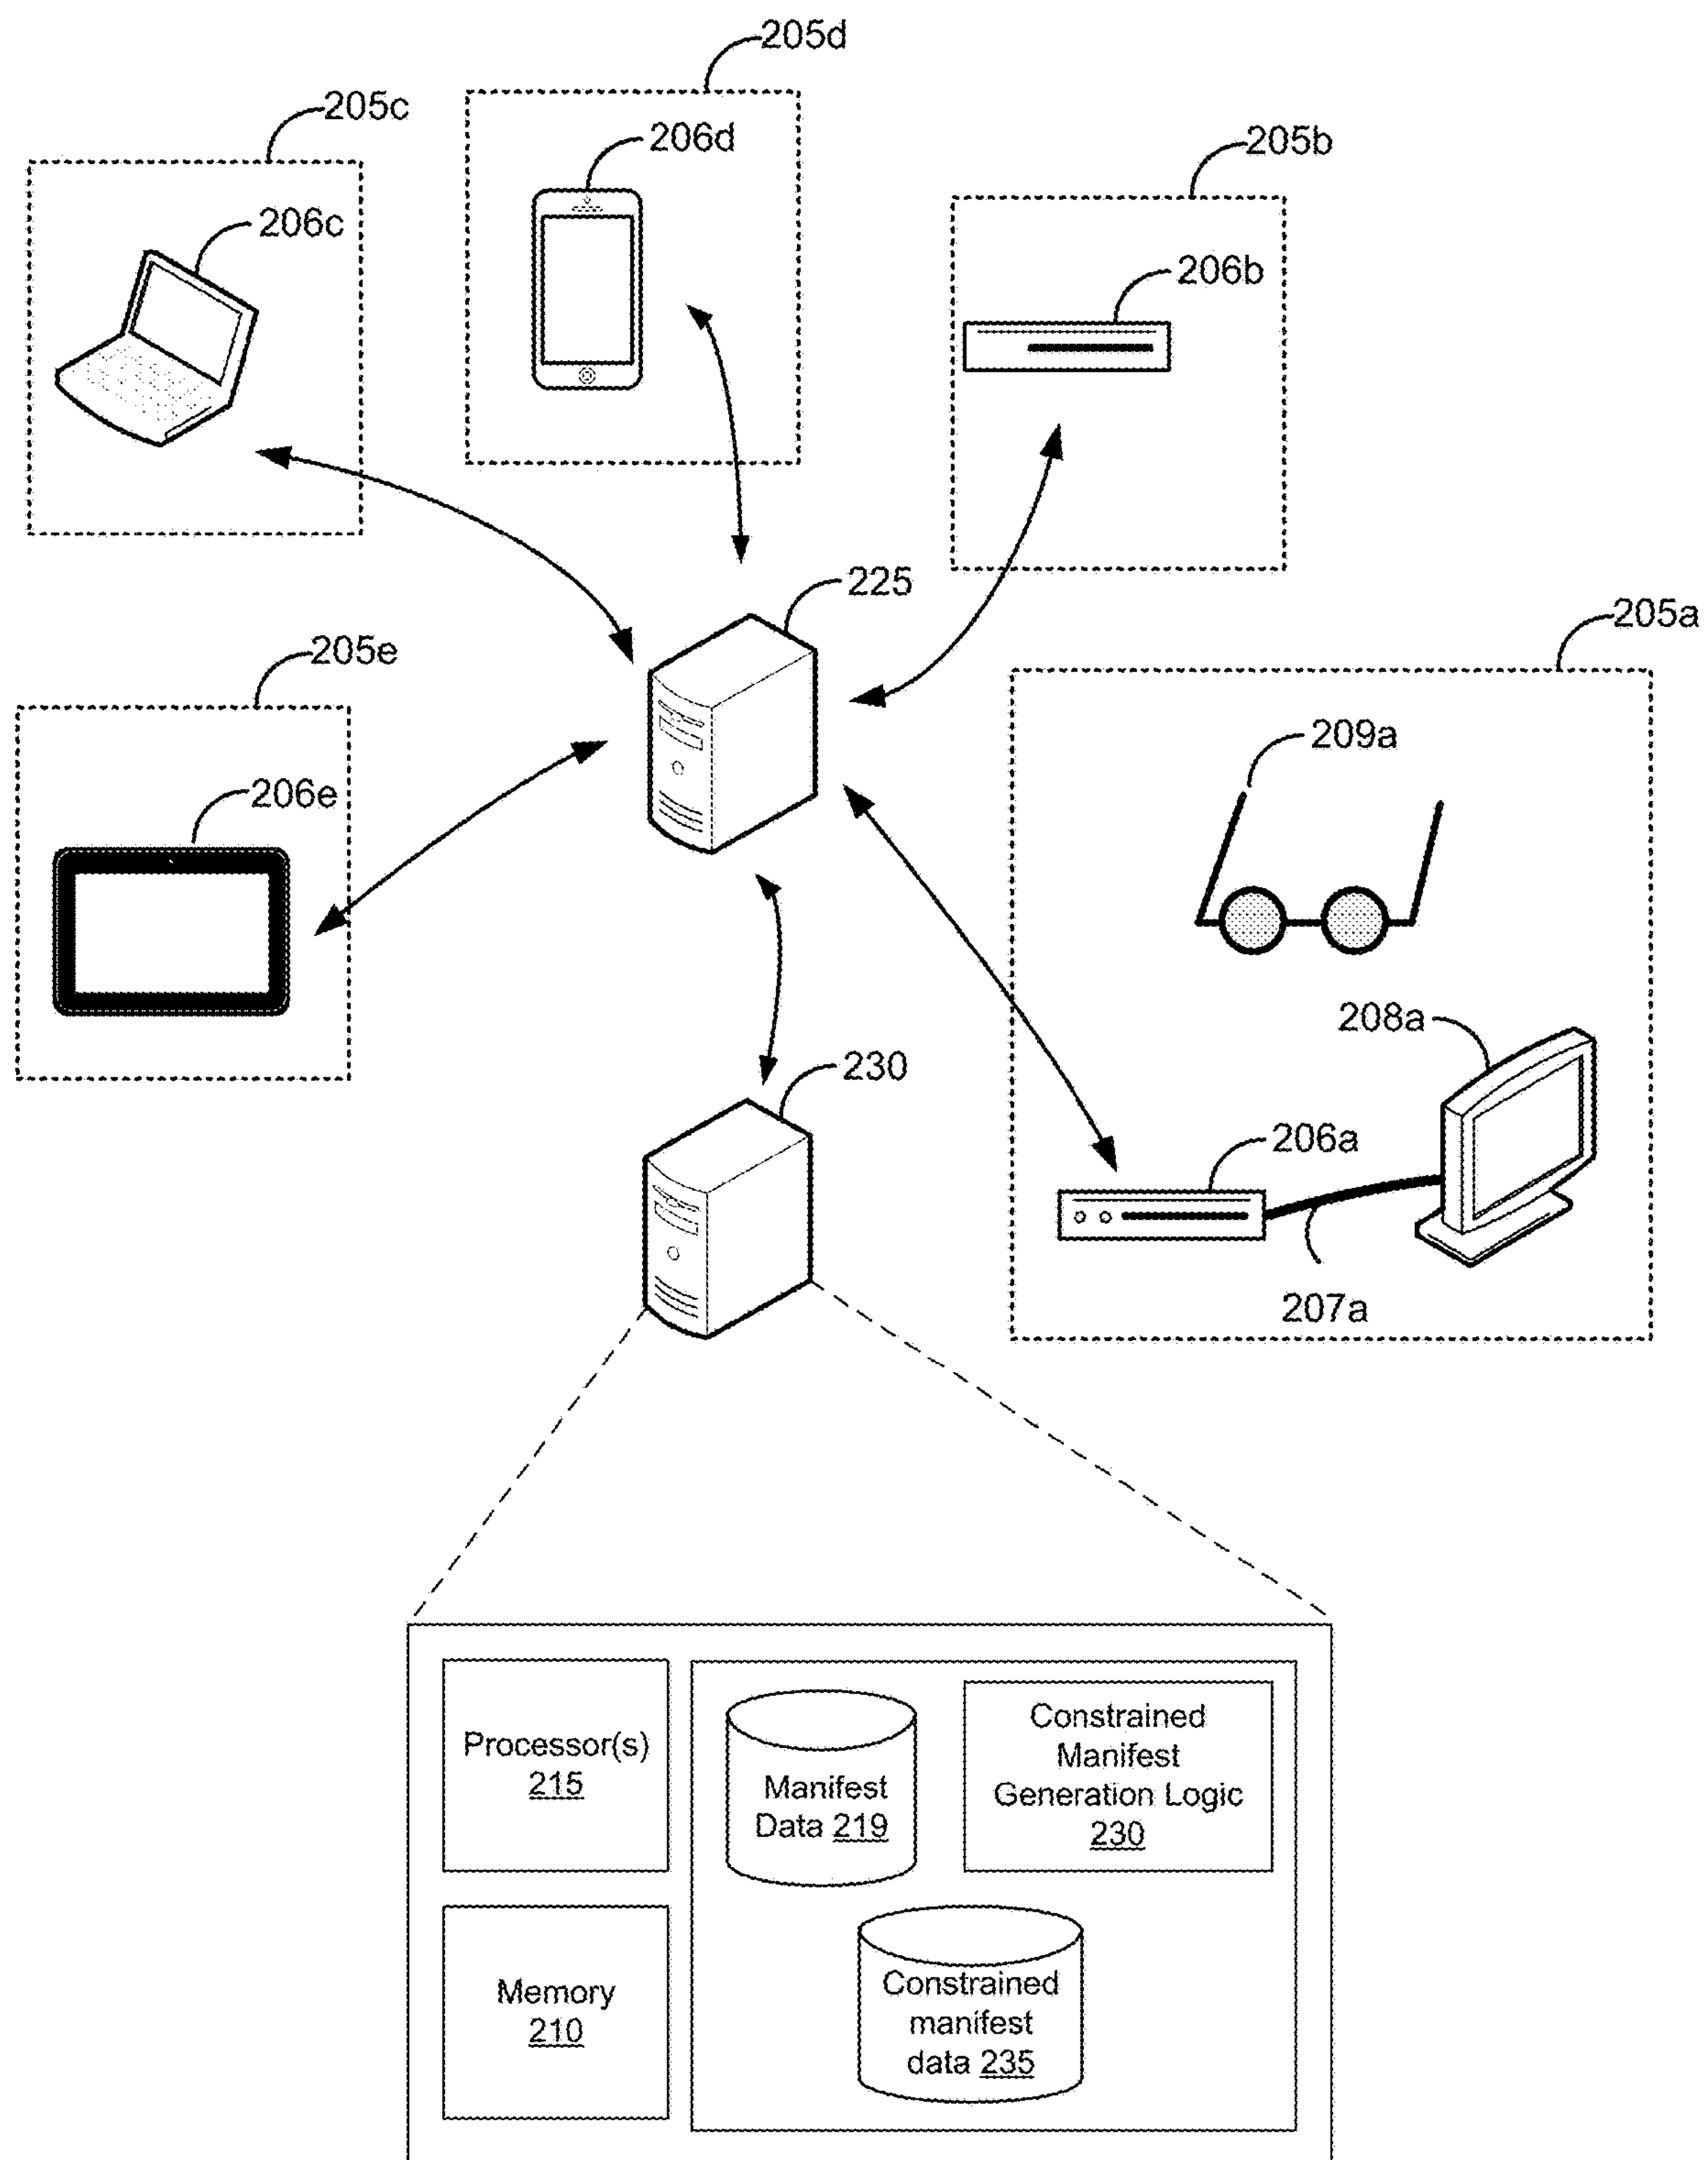 205d
205c
206d
205b
206c
206b
225
205a
205e
209a
206e
208a
230
206a
207a
Processor(s)
215
Manifest
Data 219
Constrained
Manifest
Generation Logic
230
Memory
210
Constrained
manifest
data 235